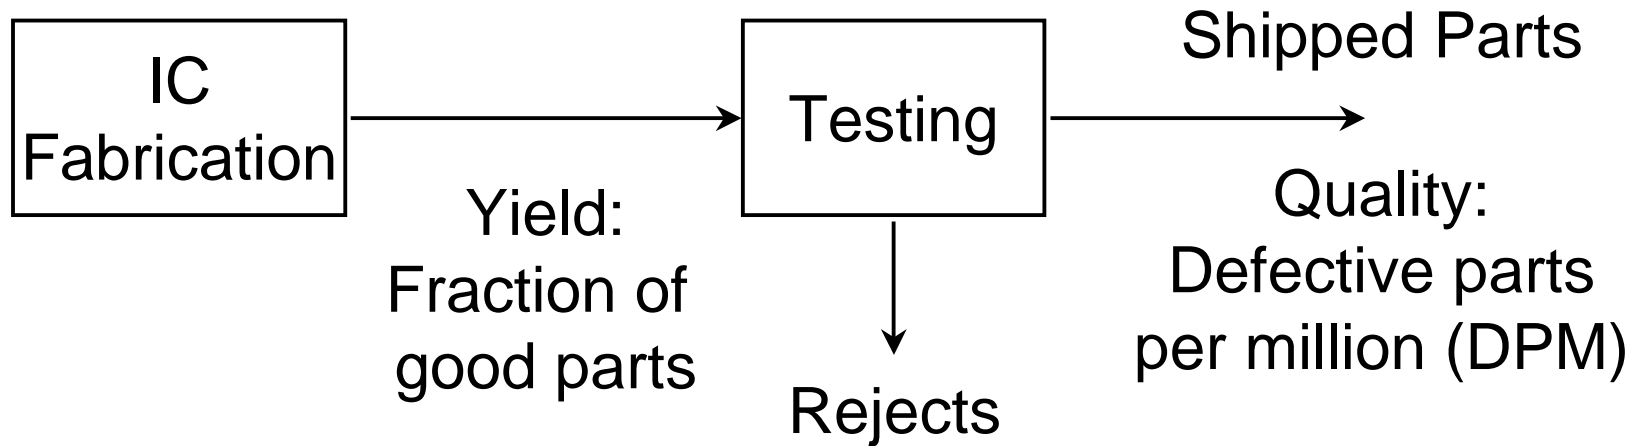 IC
Fabrication
Yield:
Fraction of
good parts
Testing
Rejects
Shipped Parts
Quality:
Defective parts
per million (DPM)